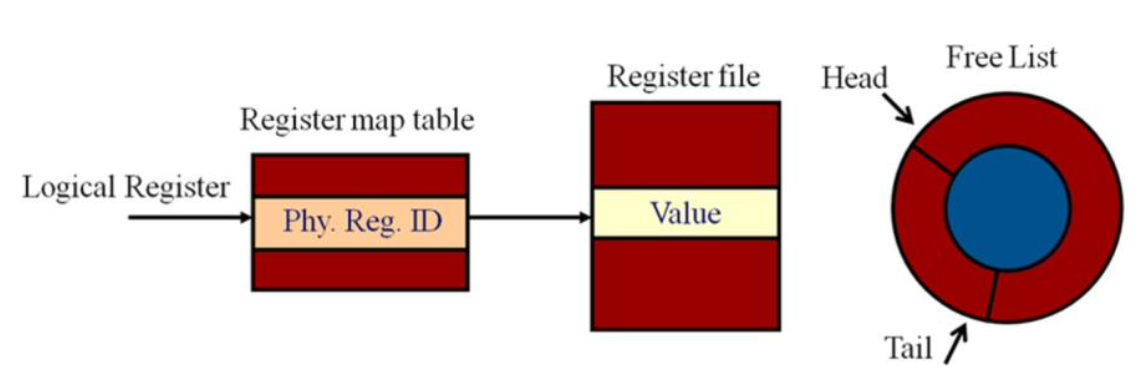 Logical Register
Register map table
Phy. Reg. ID
Register file
Value
Free List
Head
Tail